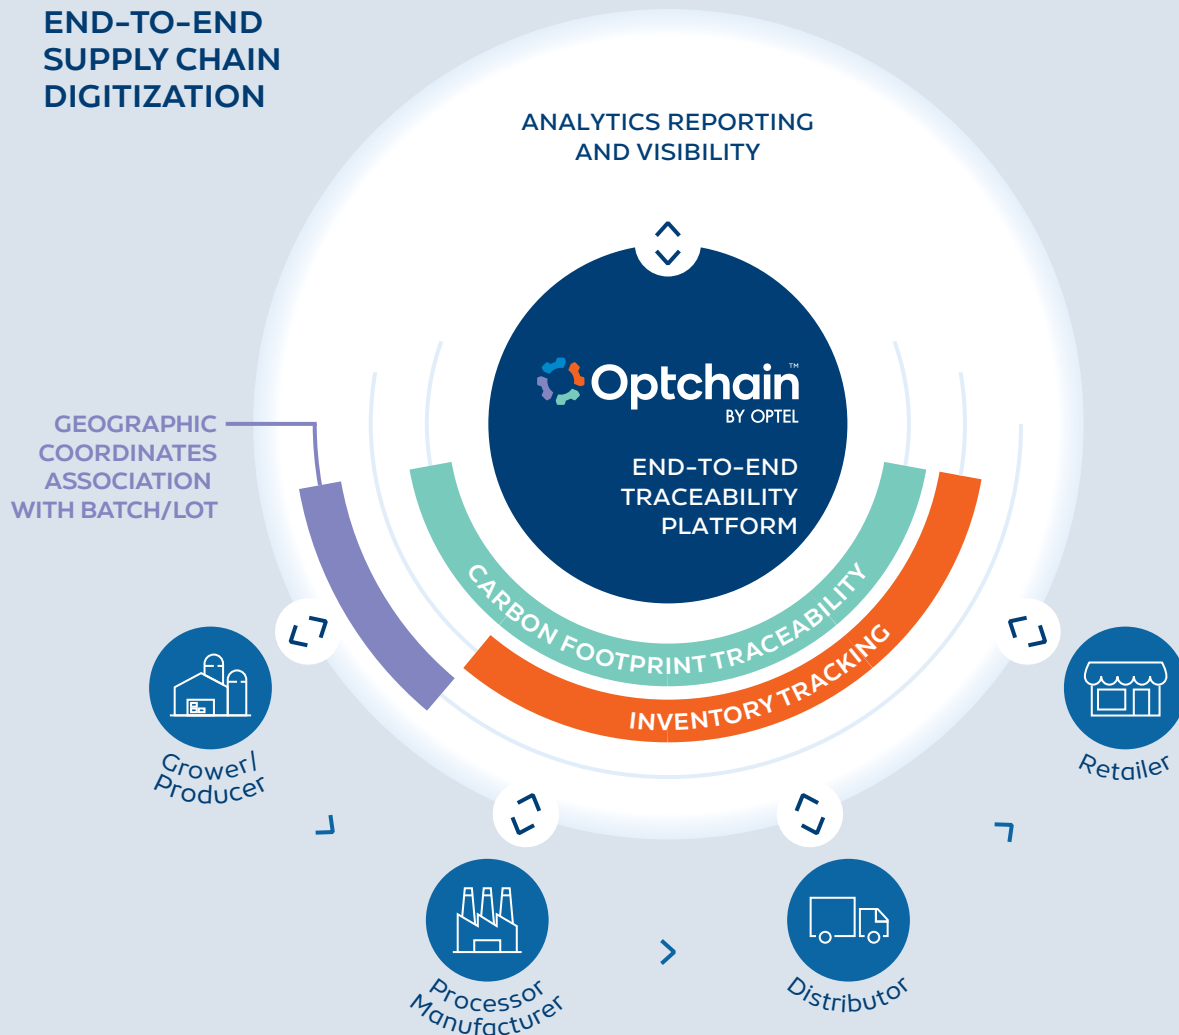 END-TO-END
SUPPLY CHAIN
DIGITIZATION
ANALYTICS REPORTING
AND VISIBILITY
Optchain™
BY OPTEL
END-TO-END
TRACEABILITY
PLATFORM
GEOGRAPHIC
COORDINATES
ASSOCIATION
WITH BATCH/LOT
CARBON FOOTPRINT TRACEABILITY
INVENTORY TRACKING
Grower/
Producer
Processor
Manufacturer
Distributor
Retailer